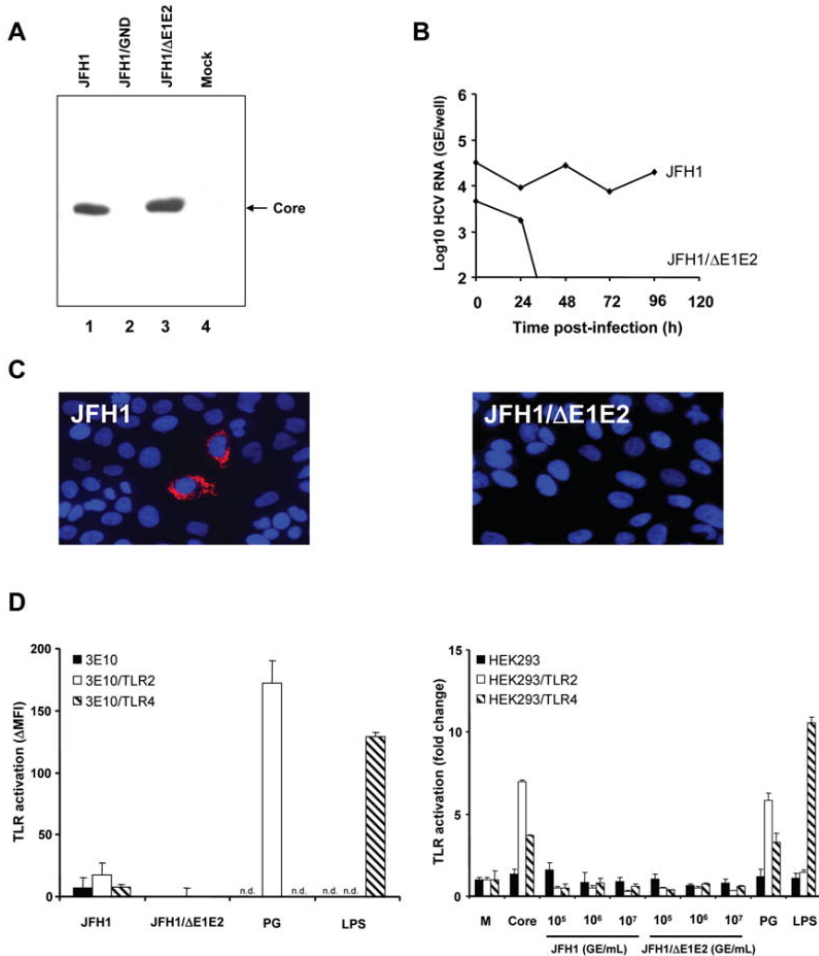 A
JFH1
JFH1/GND
JFH1/ΔE1E2
Mock
Core
1 2 3 4
B
Log10 HCV RNA (GE/well)
6
5
4
3
2
JFH1
JFH1/ΔE1E2
0 24 48 72 96 120
Time post-infection (h)
C
JFH1
JFH1/ΔE1E2
D
TLR activation (ΔMFI)
200
150
100
50
0
3E10
3E10/TLR2
3E10/TLR4
n.d. n.d. n.d. n.d.
JFH1 JFH1/ΔE1E2 PG LPS
TLR activation (fold change)
15
10
5
0
HEK293
HEK293/TLR2
HEK293/TLR4
M Core 10⁵ 10⁶ 10⁷ 10⁵ 10⁶ 10⁷ PG LPS
JFH1 (GE/mL) JFH1/ΔE1E2 (GE/mL)